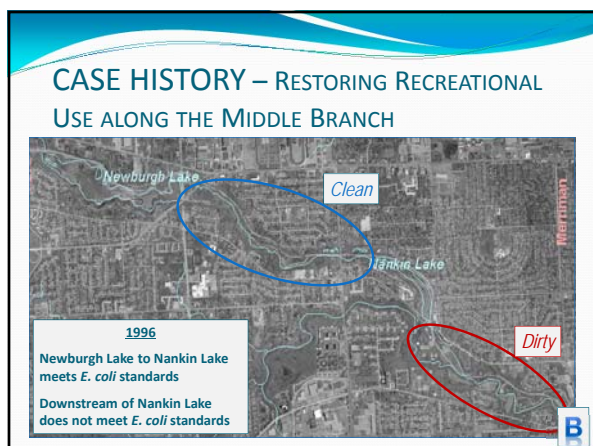 CASE HISTORY – RESTORING RECREATIONAL
USE ALONG THE MIDDLE BRANCH
Newburgh Lake
Clean
Merriman
Nankin Lake
Dirty
1996
Newburgh Lake to Nankin Lake
meets E. coli standards
Downstream of Nankin Lake
does not meet E. coli standards
B